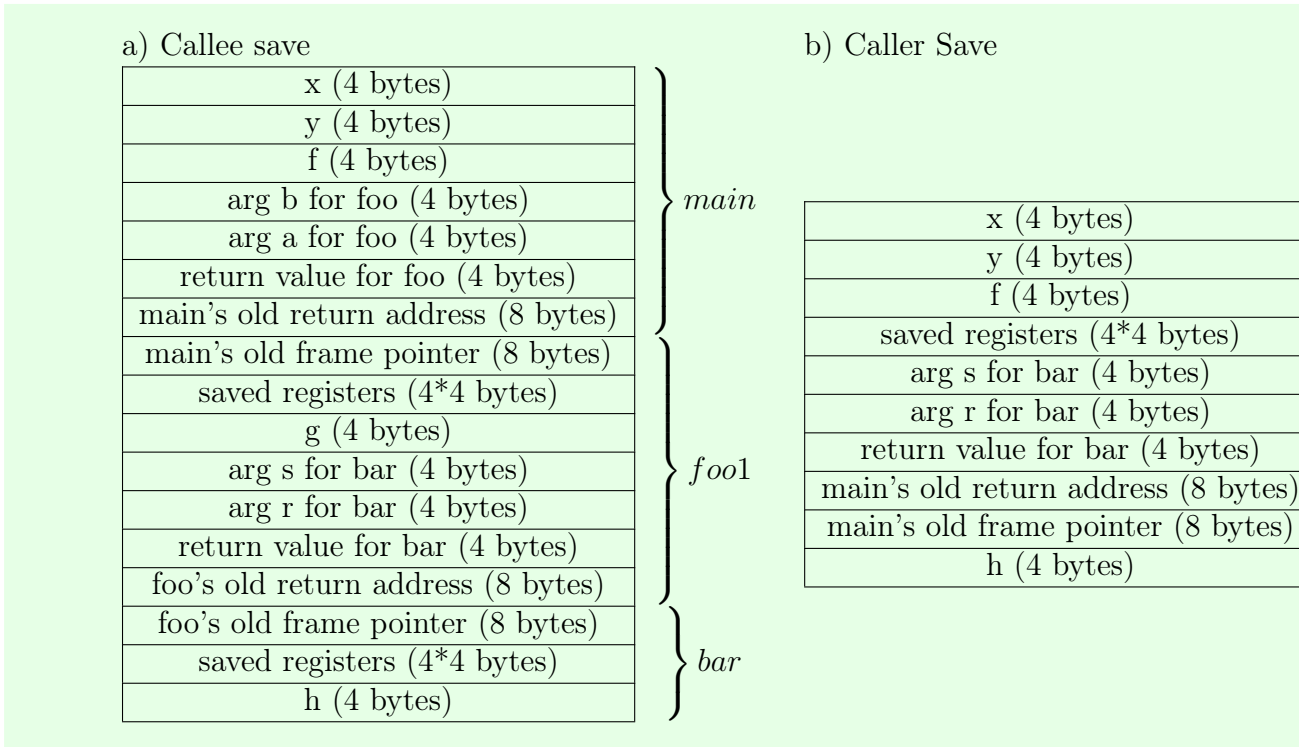 a) Callee save
x (4 bytes)
y (4 bytes)
f (4 bytes)
arg b for foo (4 bytes)
arg a for foo (4 bytes)
return value for foo (4 bytes)
main's old return address (8 bytes)
main
main's old frame pointer (8 bytes)
saved registers (4*4 bytes)
g (4 bytes)
arg s for bar (4 bytes)
arg r for bar (4 bytes)
return value for bar (4 bytes)
foo's old return address (8 bytes)
foo1
foo's old frame pointer (8 bytes)
saved registers (4*4 bytes)
h (4 bytes)
bar
b) Caller Save
x (4 bytes)
y (4 bytes)
f (4 bytes)
saved registers (4*4 bytes)
arg s for bar (4 bytes)
arg r for bar (4 bytes)
return value for bar (4 bytes)
main's old return address (8 bytes)
main's old frame pointer (8 bytes)
h (4 bytes)